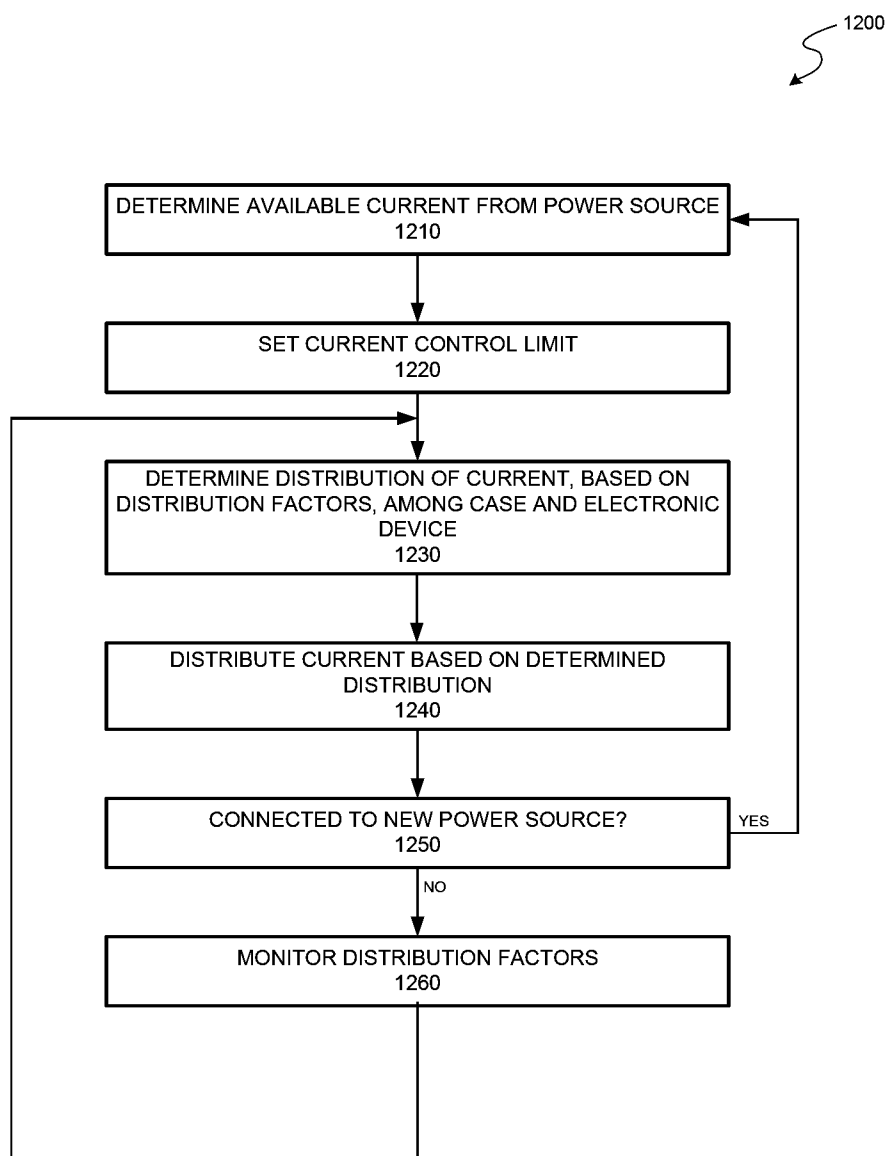 1200
DETERMINE AVAILABLE CURRENT FROM POWER SOURCE
1210
SET CURRENT CONTROL LIMIT
1220
DETERMINE DISTRIBUTION OF CURRENT, BASED ON
DISTRIBUTION FACTORS, AMONG CASE AND ELECTRONIC
DEVICE
1230
DISTRIBUTE CURRENT BASED ON DETERMINED
DISTRIBUTION
1240
CONNECTED TO NEW POWER SOURCE?
1250
YES
NO
MONITOR DISTRIBUTION FACTORS
1260